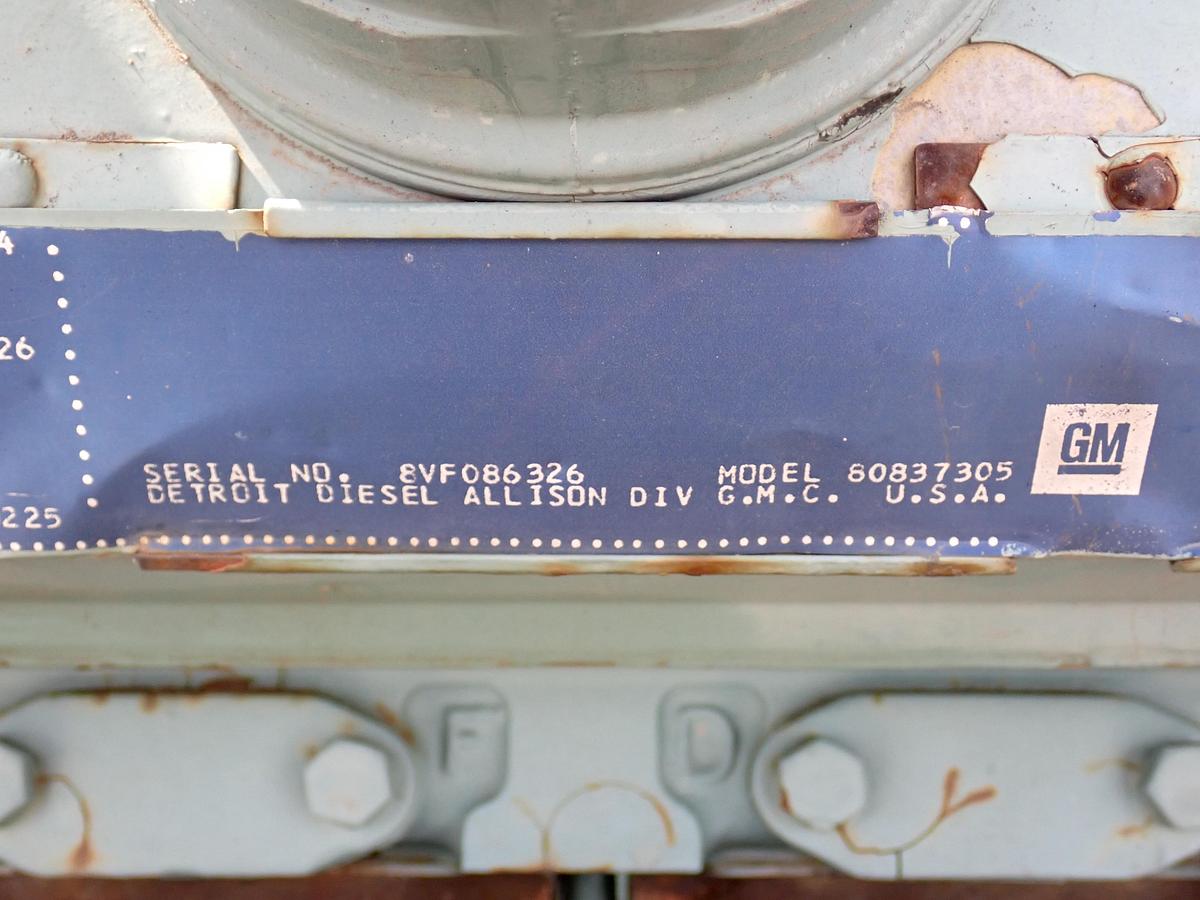 4
26
225
SERIAL NO. 8VF086326 MODEL 80837305
DETROIT DIESEL ALLISON DIV G.M.C. U.S.A.
GM
F D